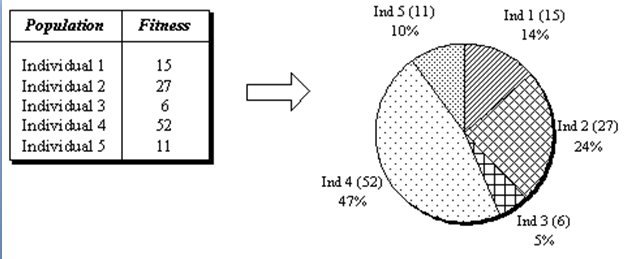 Population Fitness
Individual 1 15
Individual 2 27
Individual 3 6
Individual 4 52
Individual 5 11
Ind 5 (11)
10%
Ind 1 (15)
14%
Ind 2 (27)
24%
Ind 4 (52)
47%
Ind 3 (6)
5%